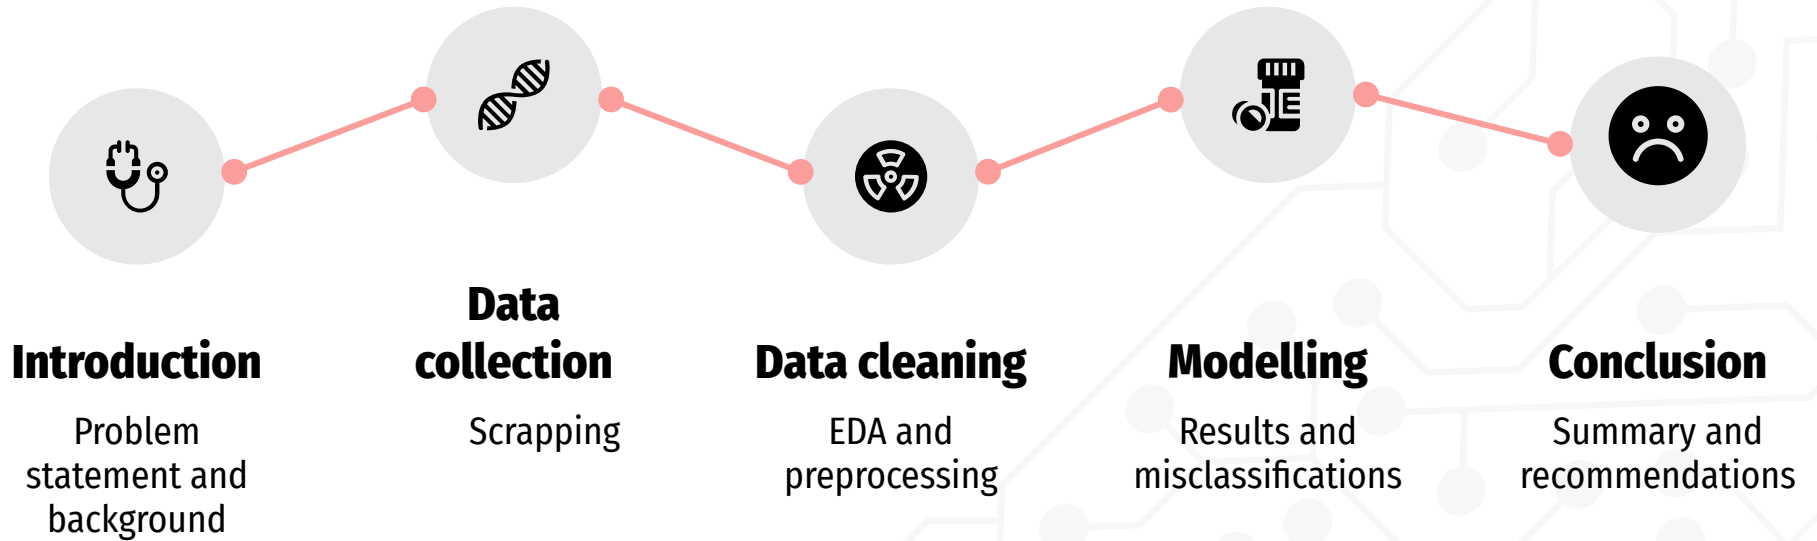 Introduction
Problem
statement and
background
Data
collection
Scrapping
Data cleaning
EDA and
preprocessing
Modelling
Results and
misclassifications
Conclusion
Summary and
recommendations